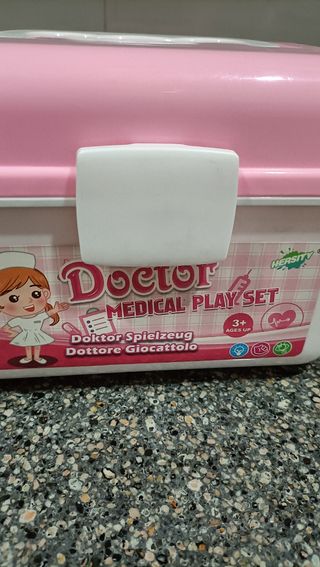 HERSITY
Doctor
MEDICAL PLAY SET
Doktor Spielzeug
Dottore Giocattolo
3+
AGES UP